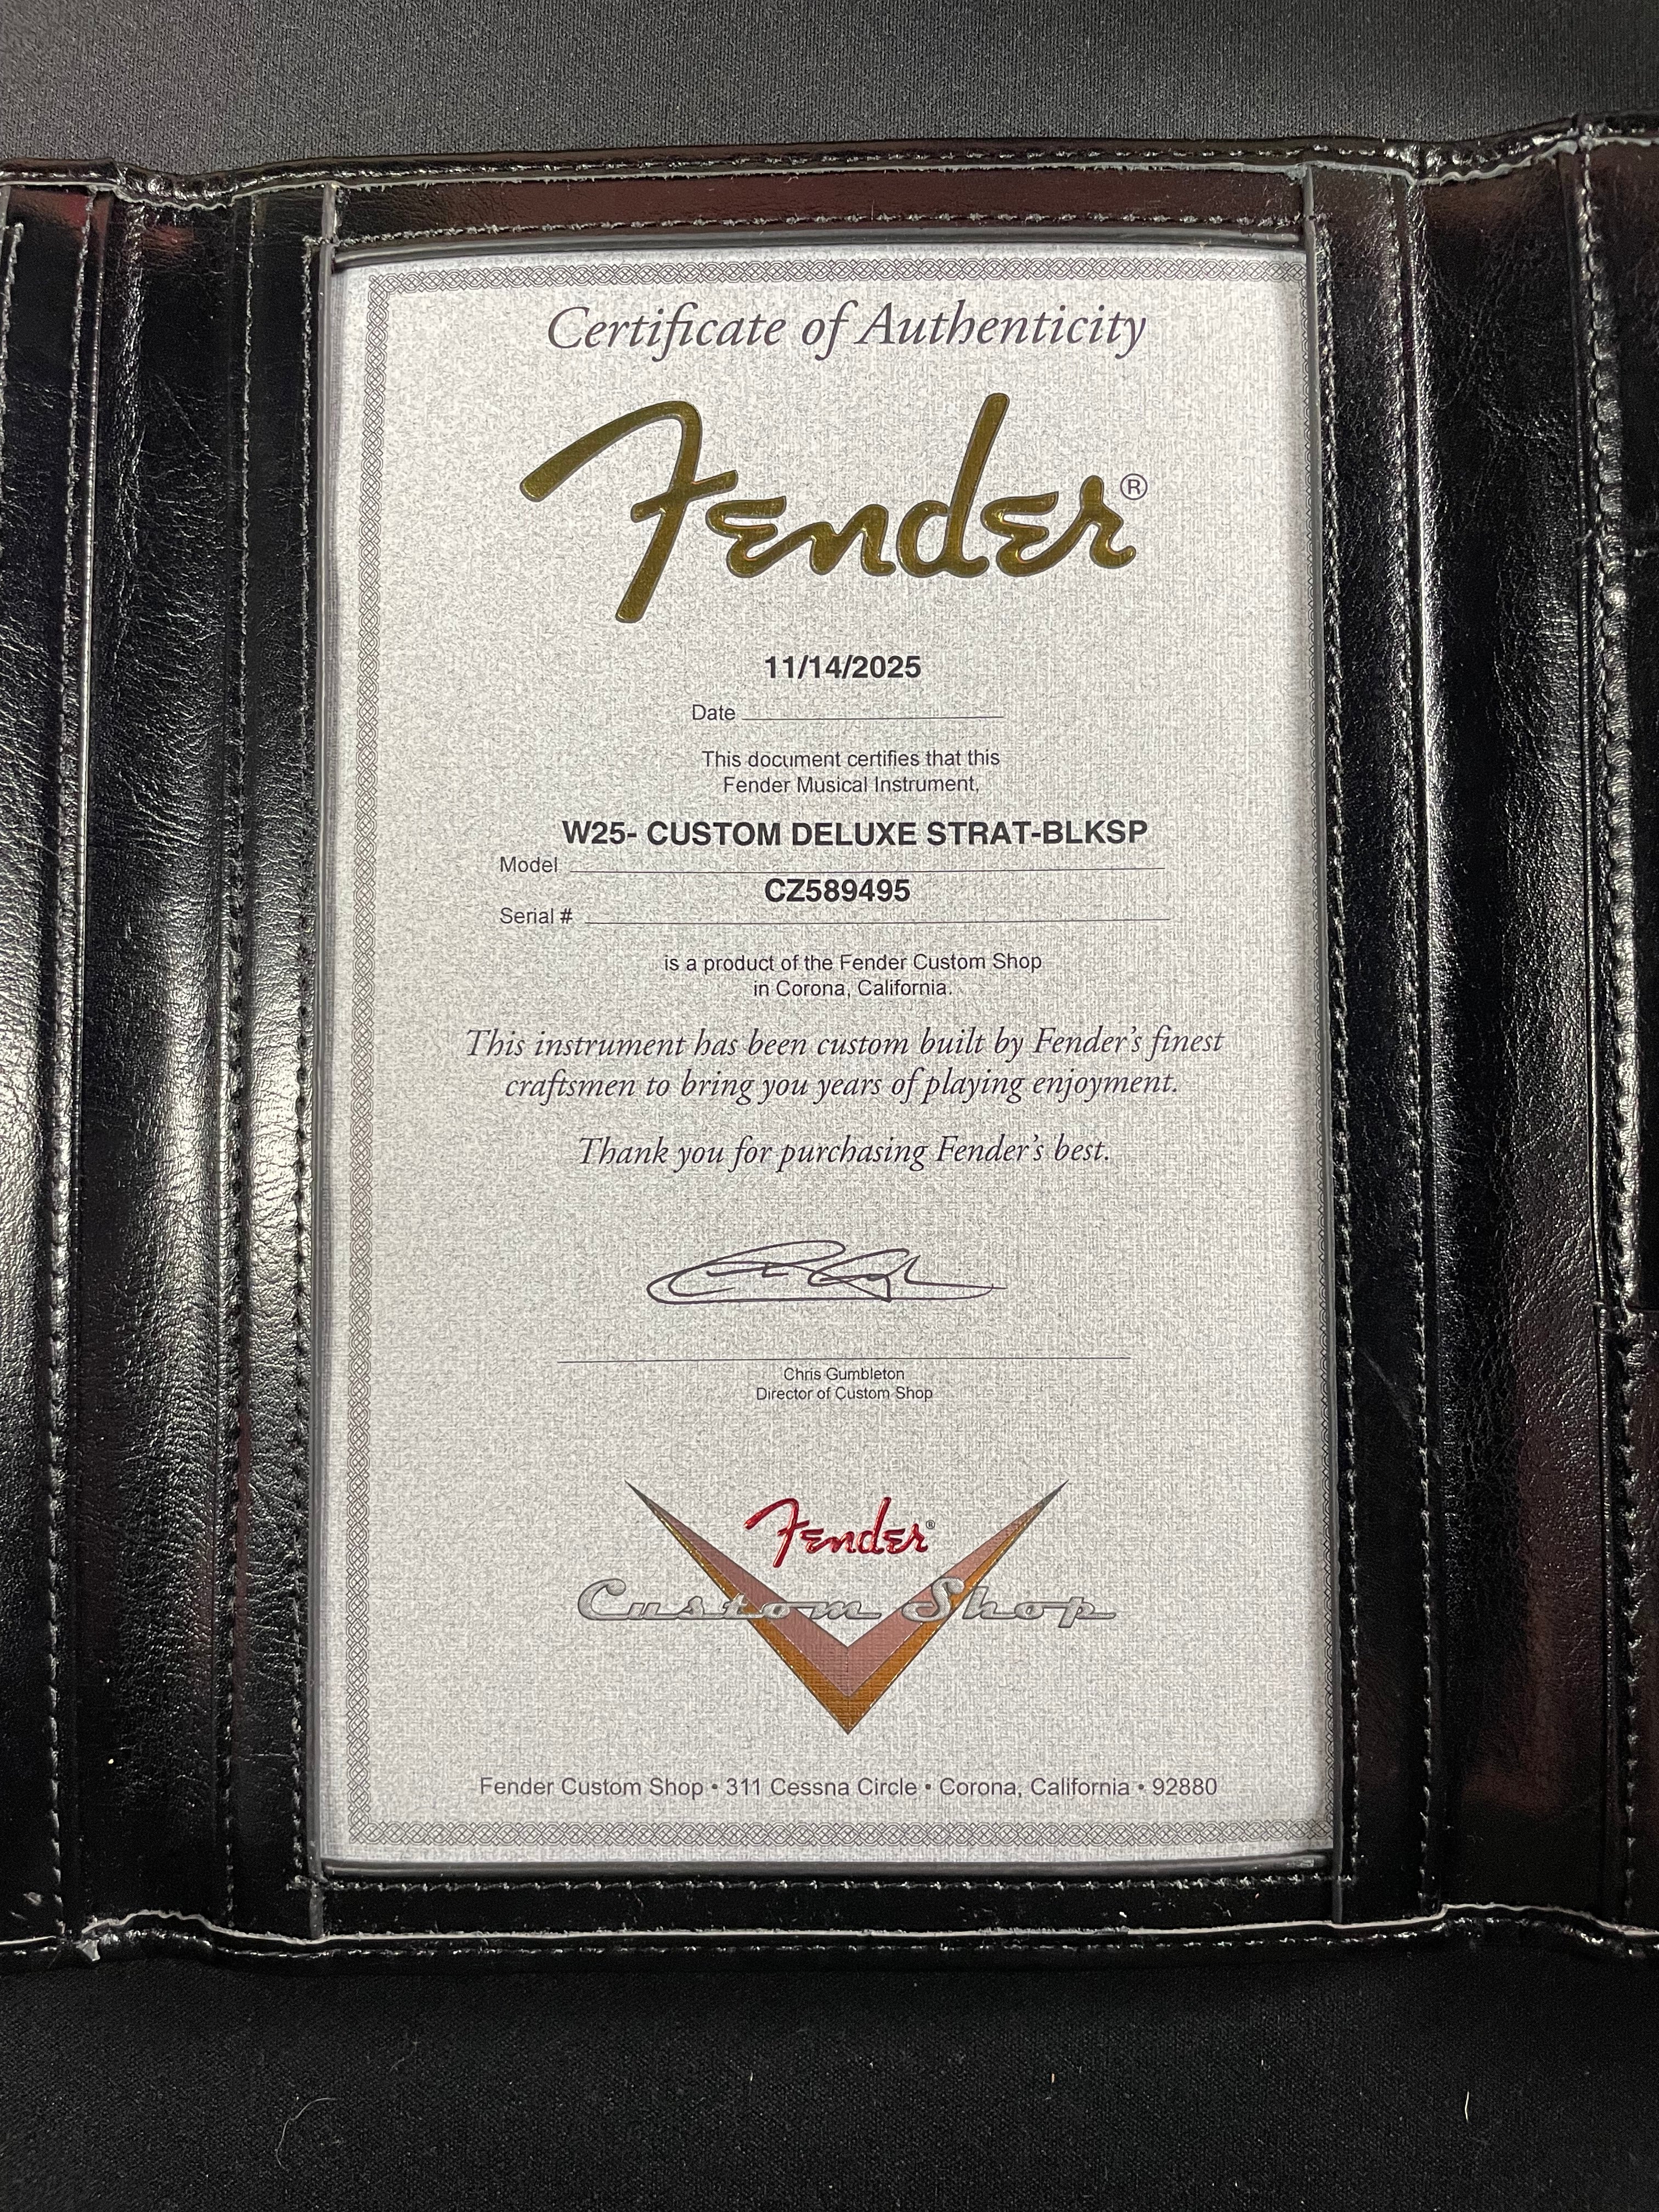 Certificate of Authenticity
Fender®
11/14/2025
Date
This document certifies that this
Fender Musical Instrument,
W25- CUSTOM DELUXE STRAT-BLKSP
Model
CZ589495
Serial #
is a product of the Fender Custom Shop
in Corona, California.
This instrument has been custom built by Fender's finest
craftsmen to bring you years of playing enjoyment.
Thank you for purchasing Fender's best.
Chris Gumbleton
Director of Custom Shop
Fender®
Custom Shop
Fender Custom Shop • 311 Cessna Circle • Corona, California • 92880